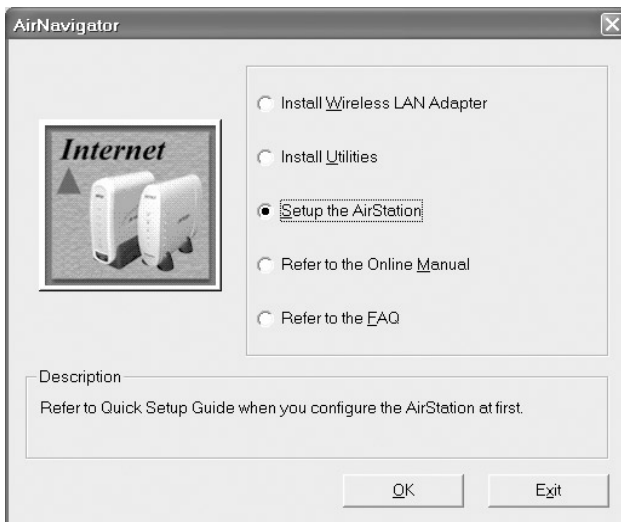 AirNavigator
Internet
Install Wireless LAN Adapter
Install Utilities
Setup the AirStation
Refer to the Online Manual
Refer to the FAQ
Description
Refer to Quick Setup Guide when you configure the AirStation at first.
OK
Exit